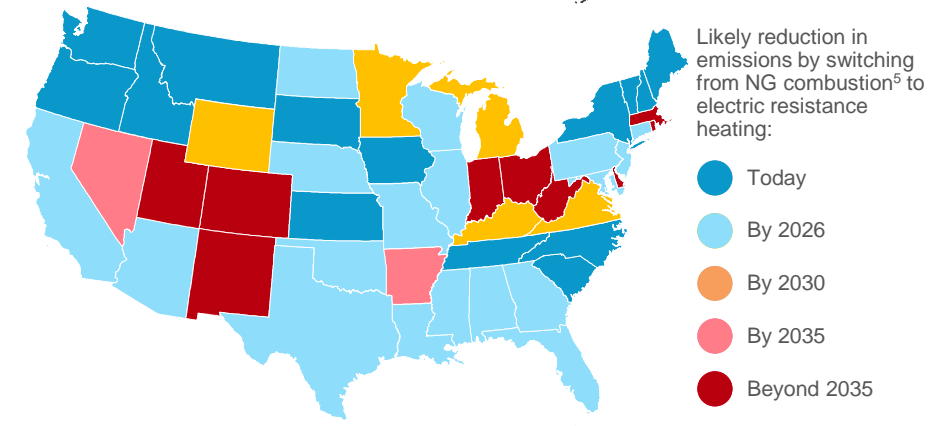 Likely reduction in
emissions by switching
from NG combustion⁵ to
electric resistance
heating:
Today
By 2026
By 2030
By 2035
Beyond 2035